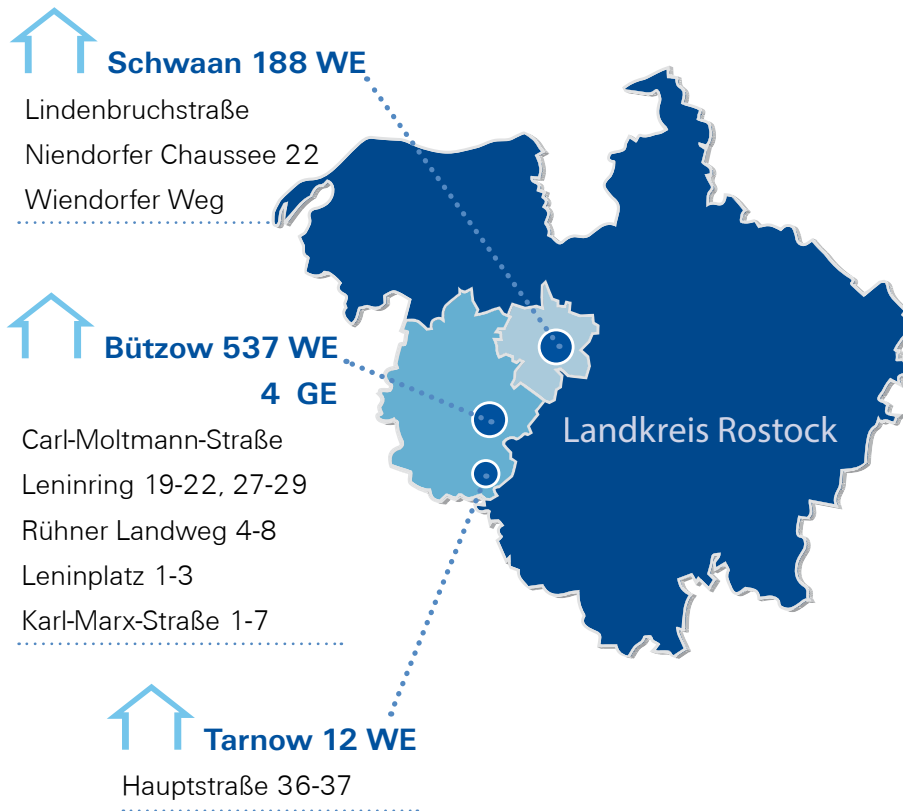 Schwaan 188 WE
Lindenbruchstraße
Niendorfer Chaussee 22
Wiendorfer Weg
Bützow 537 WE
4 GE
Carl-Moltmann-Straße
Leninring 19-22, 27-29
Rühner Landweg 4-8
Leninplatz 1-3
Karl-Marx-Straße 1-7
Landkreis Rostock
Tarnow 12 WE
Hauptstraße 36-37